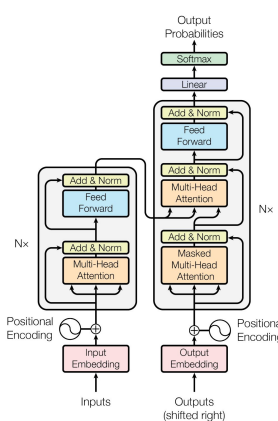 Output
Probabilities
Softmax
Linear
Add & Norm
Feed
Forward
Add & Norm
Multi-Head
Attention
Add & Norm
Masked
Multi-Head
Attention
Nx
Positional
Encoding
Output
Embedding
Outputs
(shifted right)
Add & Norm
Feed
Forward
Add & Norm
Multi-Head
Attention
Nx
Positional
Encoding
Input
Embedding
Inputs